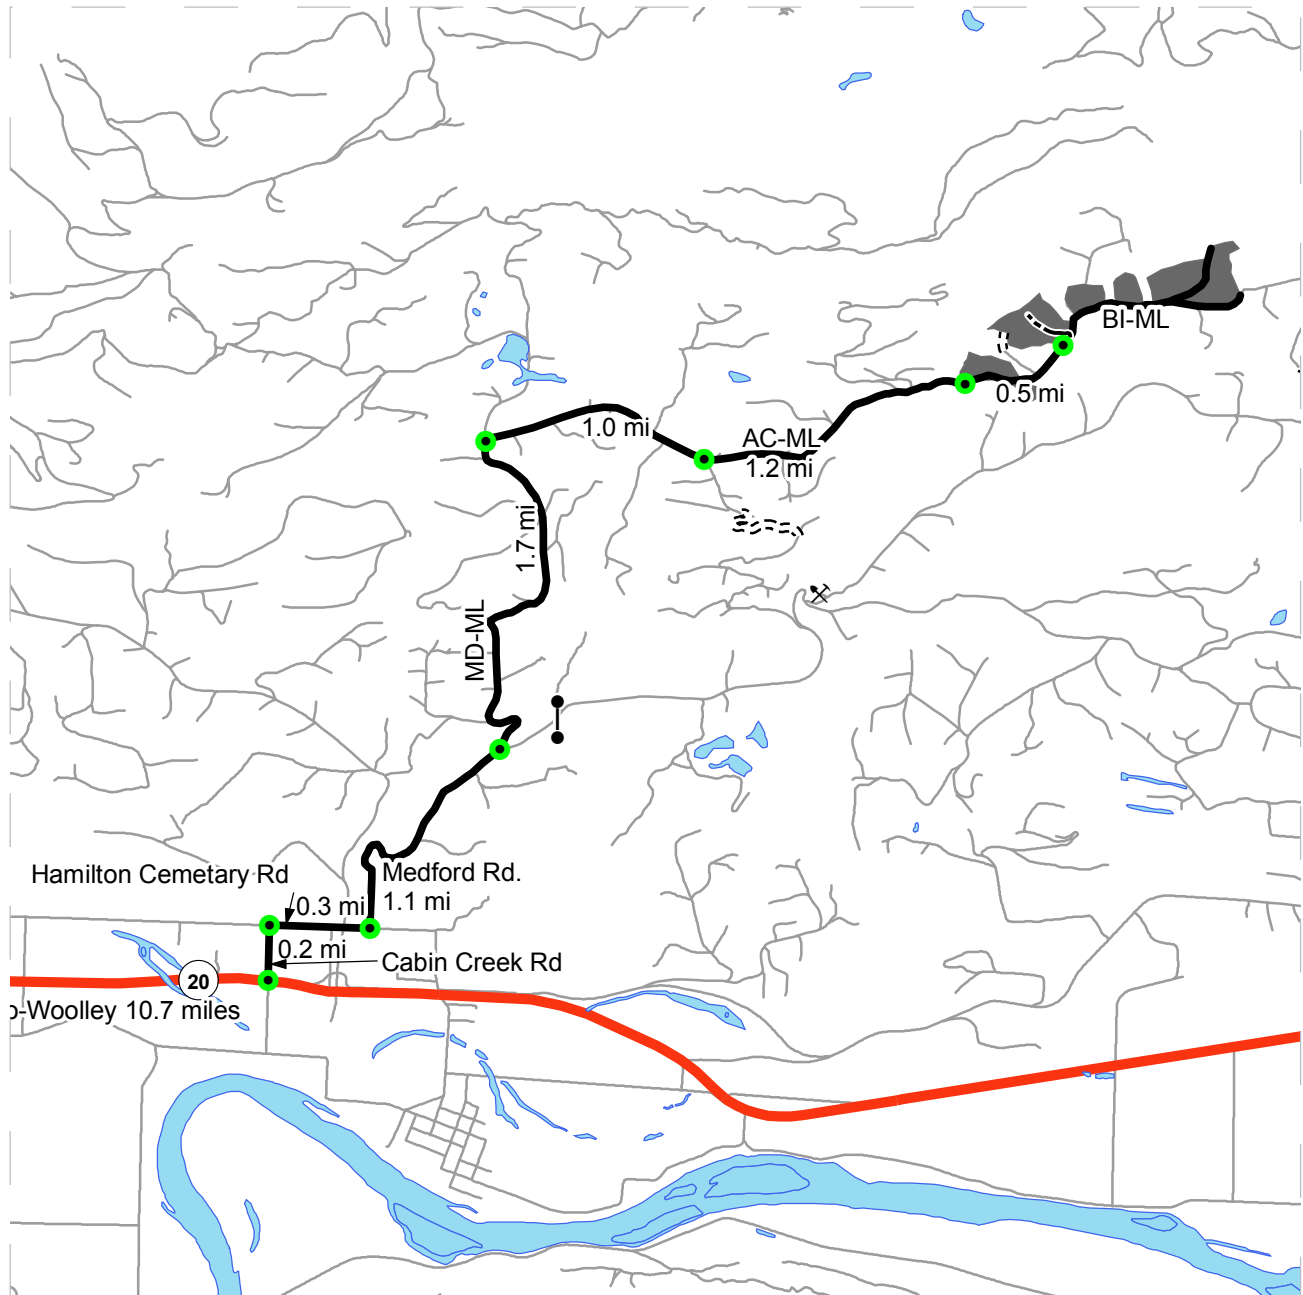 BI-ML
0.5 mi
1.0 mi
AC-ML
1.2 mi
1.7 mi
MD-ML
Hamilton Cemetary Rd
Medford Rd.
0.3 mi
1.1 mi
0.2 mi
Cabin Creek Rd
20
o-Woolley 10.7 miles